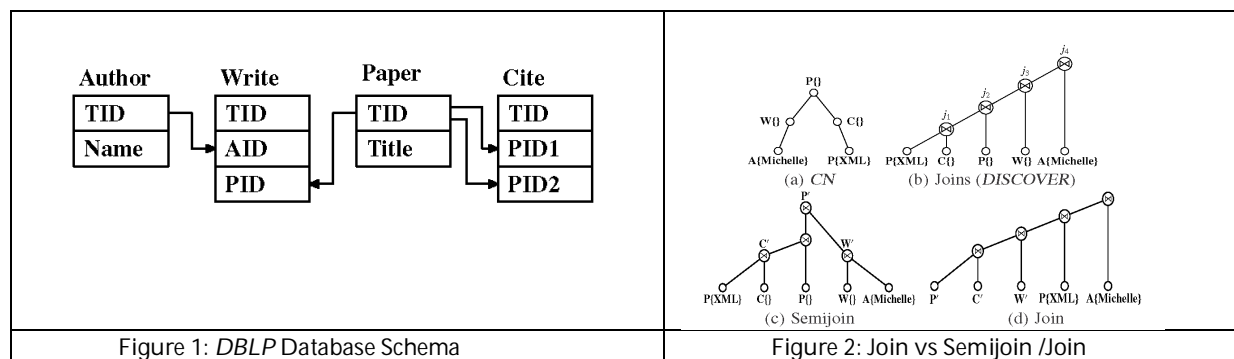 Author Write Paper Cite
TID TID TID TID
Name AID Title PID1
PID PID2
Figure 1: DBLP Database Schema
P{}
W{} C{}
A{Michelle} P{XML}
(a) CN
j4
j3
j2
j1
P{XML} C{} P{} W{} A{Michelle}
(b) Joins (DISCOVER)
P'
C' W'
P{XML} C{} P{} W{} A{Michelle}
(c) Semijoin
P' C' W' P{XML} A{Michelle}
(d) Join
Figure 2: Join vs Semijoin /Join